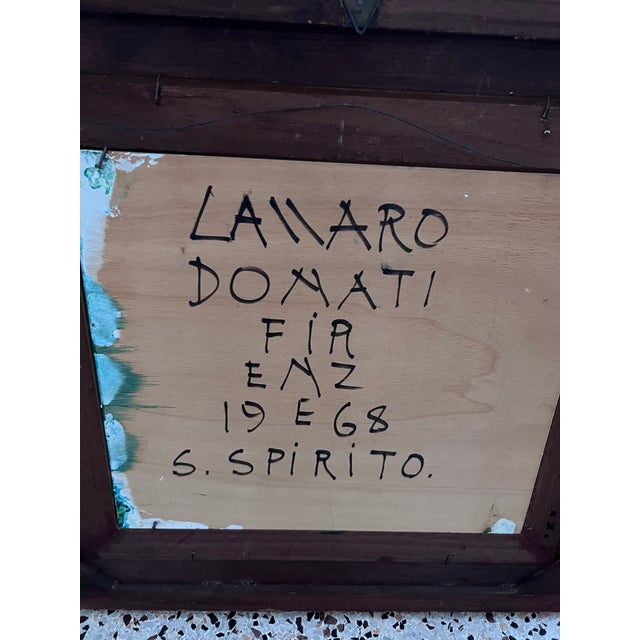 LAZZARO
DONATI
FIR
ENZ
19 E 68
S. SPIRITO.